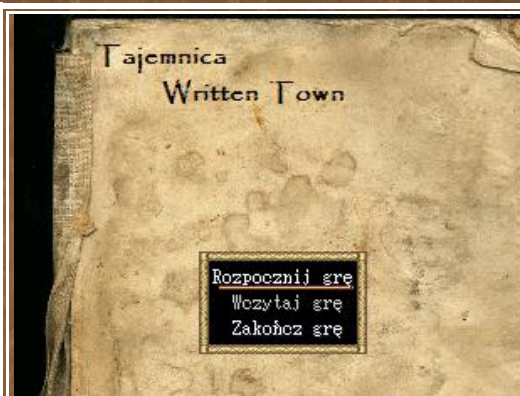 Tajemnica
Written Town
Rozpocznij grę
Wczytaj grę
Zakończ grę